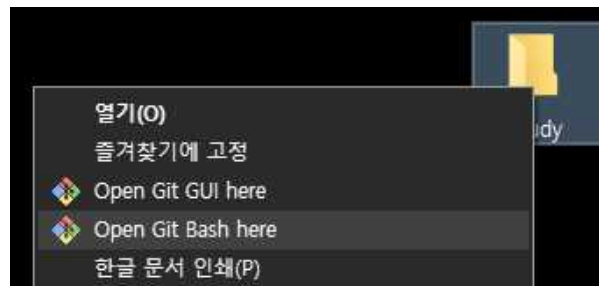 열기(O)
즐겨찾기에 고정
Open Git GUI here
Open Git Bash here
한글 문서 인쇄(P)